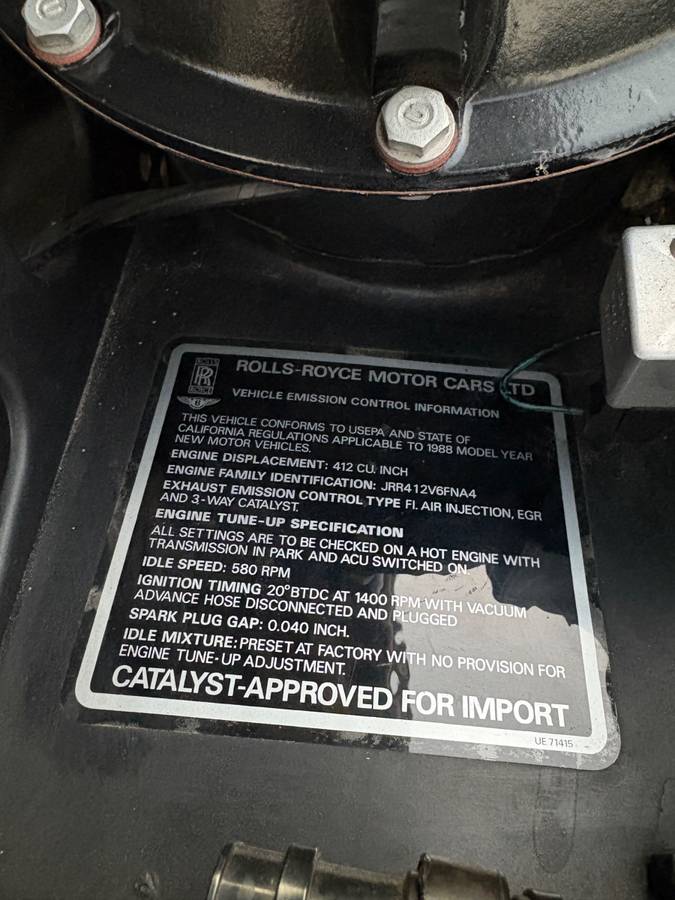 ROLLS
RR
ROYCE
ROLLS-ROYCE MOTOR CARS LTD
VEHICLE EMISSION CONTROL INFORMATION
THIS VEHICLE CONFORMS TO USEPA AND STATE OF
CALIFORNIA REGULATIONS APPLICABLE TO 1988 MODEL YEAR
NEW MOTOR VEHICLES.
ENGINE DISPLACEMENT: 412 CU. INCH
ENGINE FAMILY IDENTIFICATION: JRR412V6FNA4
EXHAUST EMISSION CONTROL TYPE FI. AIR INJECTION, EGR
AND 3-WAY CATALYST.
ENGINE TUNE-UP SPECIFICATION
ALL SETTINGS ARE TO BE CHECKED ON A HOT ENGINE WITH
TRANSMISSION IN PARK AND ACU SWITCHED ON.
IDLE SPEED: 580 RPM
IGNITION TIMING 20°BTDC AT 1400 RPM WITH VACUUM
ADVANCE HOSE DISCONNECTED AND PLUGGED
SPARK PLUG GAP: 0.040 INCH.
IDLE MIXTURE: PRESET AT FACTORY WITH NO PROVISION FOR
ENGINE TUNE-UP ADJUSTMENT.
CATALYST-APPROVED FOR IMPORT
UE 71415